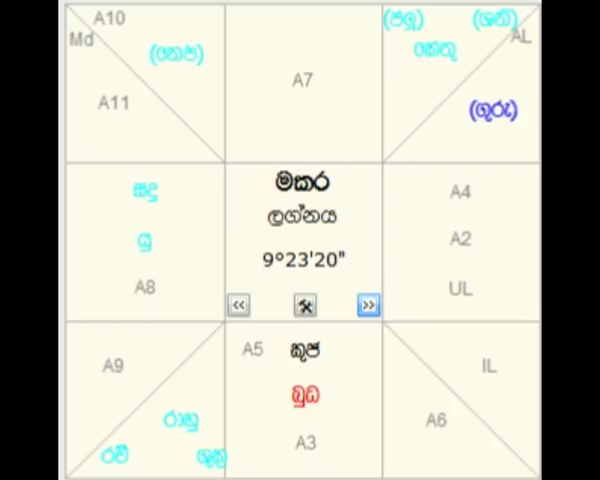 A10
Md
(නෙප)
A11
A7
(ප්ලූ) (ශනි)
AL
කේතු
(ගුරු)
සඳු
යු
A8
මකර
ලග්නය
9°23'20"
<<
>>
A4
A2
UL
A9
රාහු
රවි
ශුක්‍ර
A5 කුජ
බුධ
A3
IL
A6